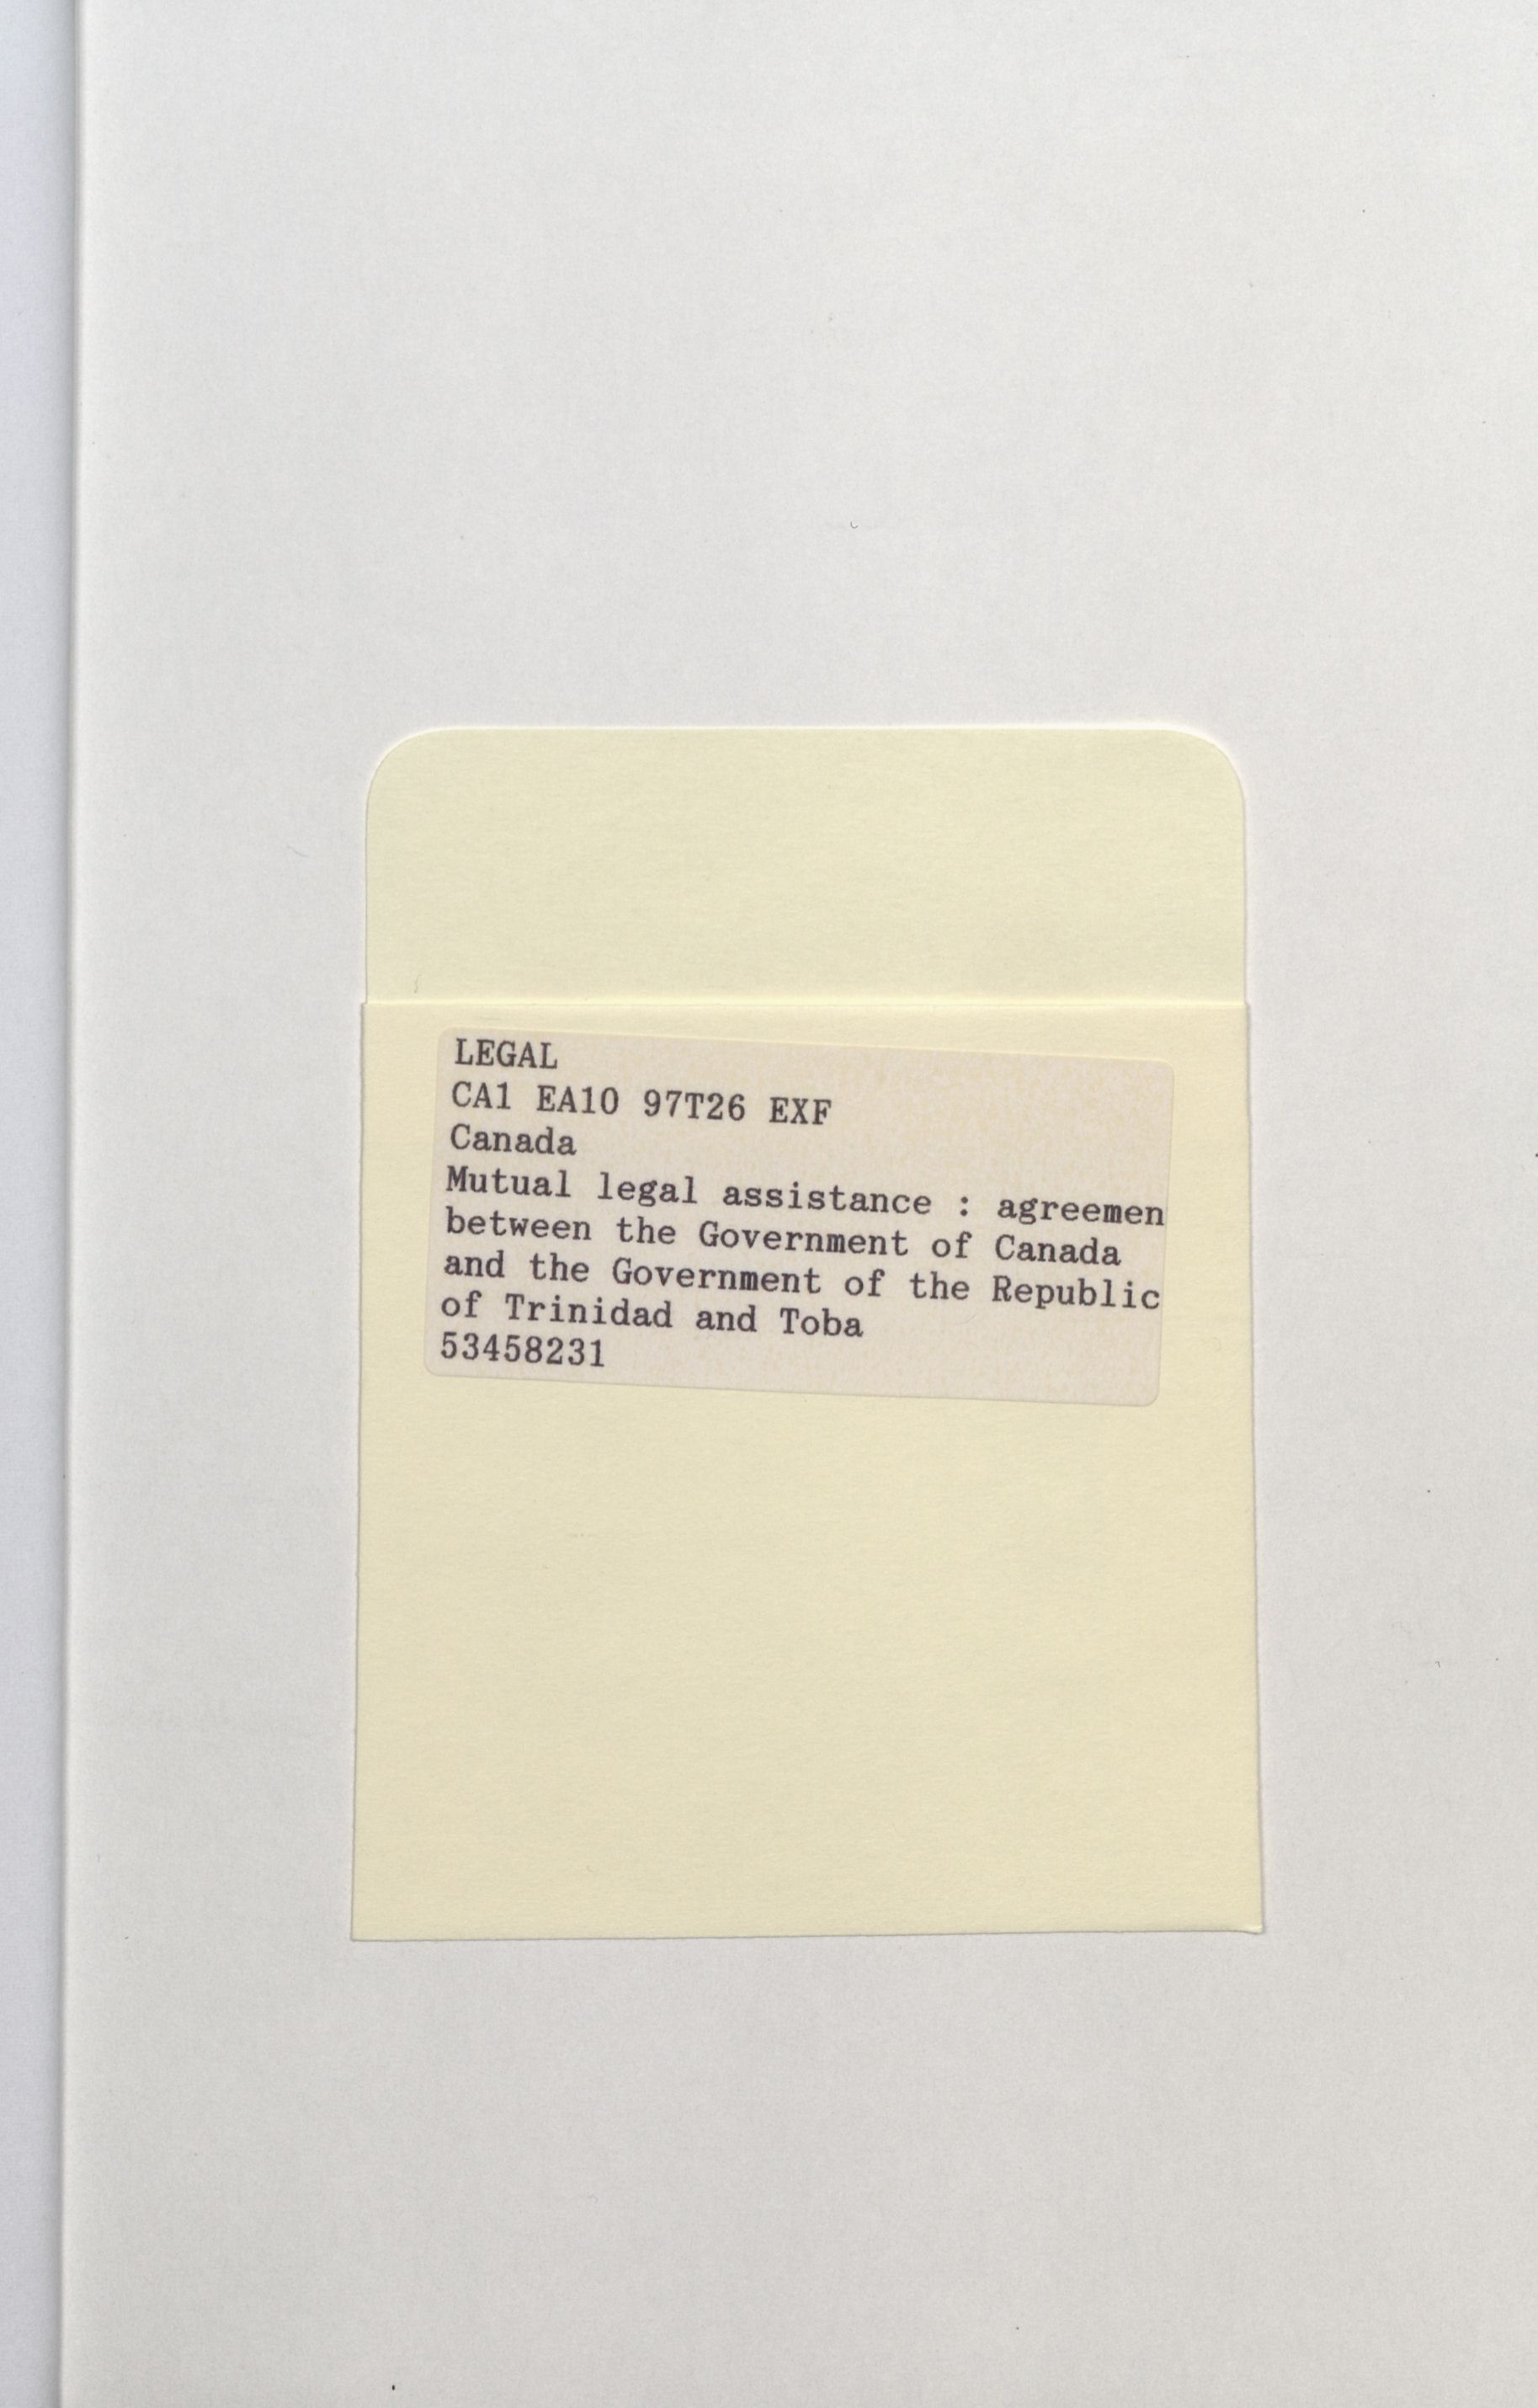 LEGAL
CA1 EA10 97T26 EXF
Canada
Mutual legal assistance : agreemen
between the Government of Canada
and the Government of the Republic
of Trinidad and Toba
53458231